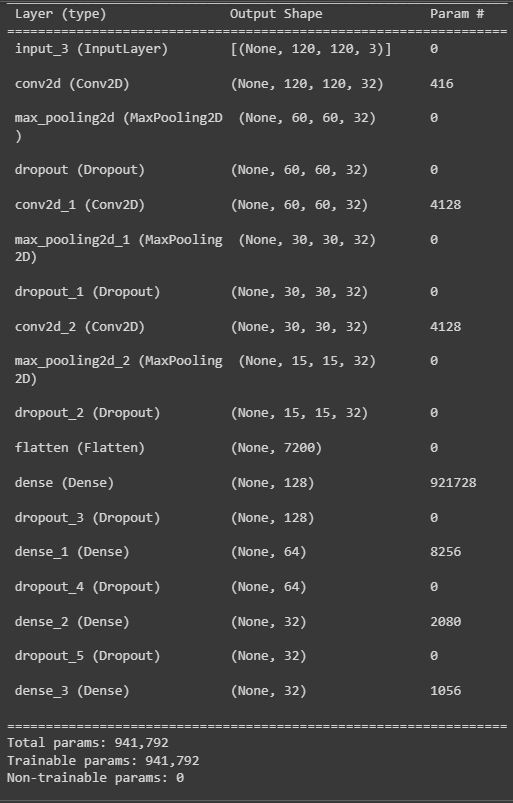 Layer (type) Output Shape Param #
=================================================================
input_3 (InputLayer) [(None, 120, 120, 3)] 0
conv2d (Conv2D) (None, 120, 120, 32) 416
max_pooling2d (MaxPooling2D (None, 60, 60, 32) 0
)
dropout (Dropout) (None, 60, 60, 32) 0
conv2d_1 (Conv2D) (None, 60, 60, 32) 4128
max_pooling2d_1 (MaxPooling (None, 30, 30, 32) 0
2D)
dropout_1 (Dropout) (None, 30, 30, 32) 0
conv2d_2 (Conv2D) (None, 30, 30, 32) 4128
max_pooling2d_2 (MaxPooling (None, 15, 15, 32) 0
2D)
dropout_2 (Dropout) (None, 15, 15, 32) 0
flatten (Flatten) (None, 7200) 0
dense (Dense) (None, 128) 921728
dropout_3 (Dropout) (None, 128) 0
dense_1 (Dense) (None, 64) 8256
dropout_4 (Dropout) (None, 64) 0
dense_2 (Dense) (None, 32) 2080
dropout_5 (Dropout) (None, 32) 0
dense_3 (Dense) (None, 32) 1056
=================================================================
Total params: 941,792
Trainable params: 941,792
Non-trainable params: 0